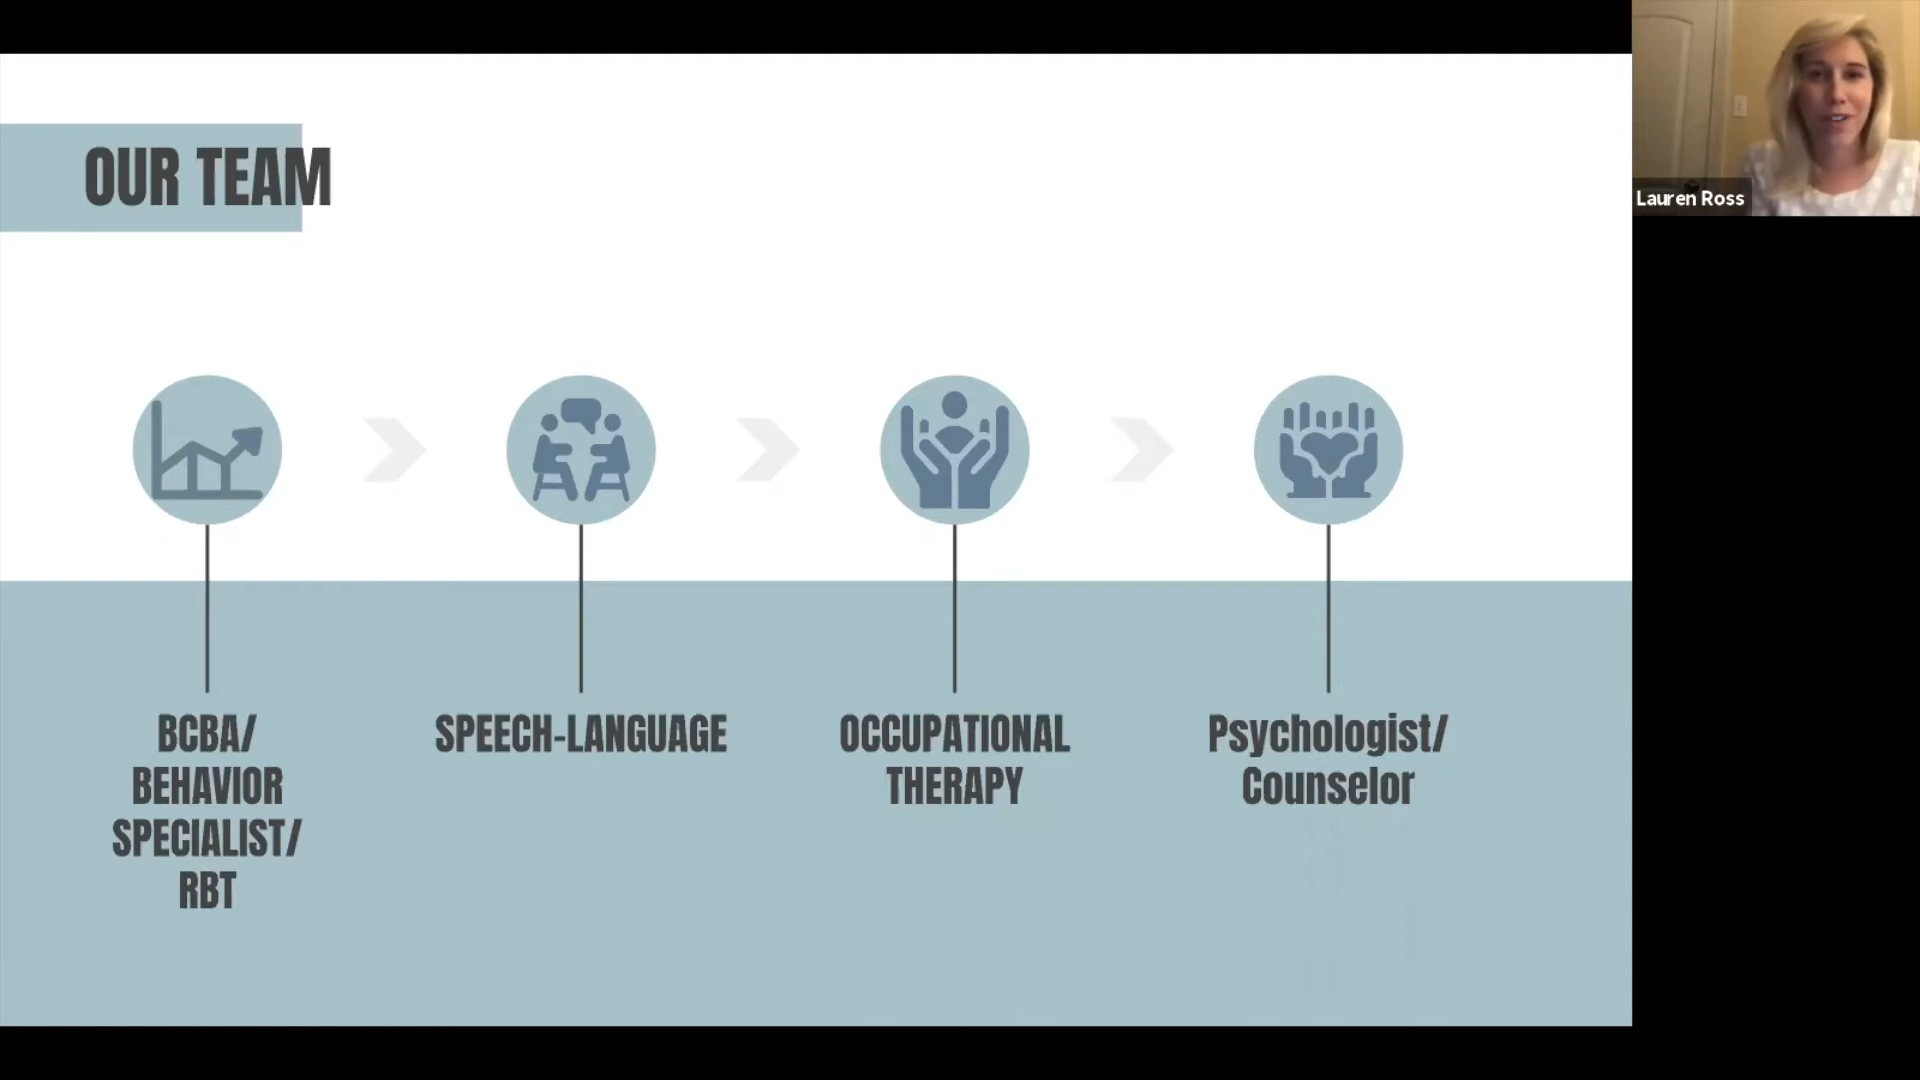 OUR TEAM
Lauren Ross
BCBA/
BEHAVIOR
SPECIALIST/
RBT
SPEECH-LANGUAGE
OCCUPATIONAL
THERAPY
Psychologist/
Counselor